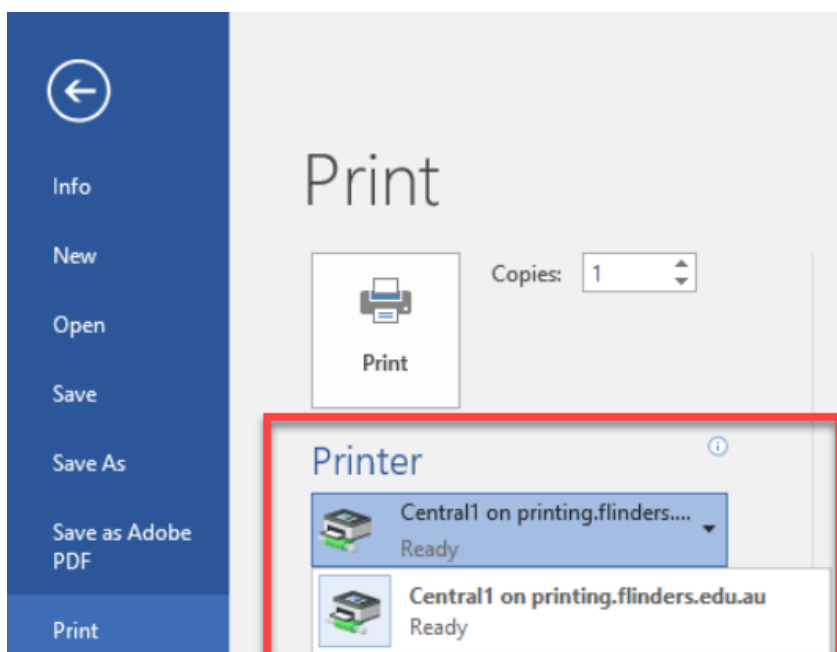 Info
New
Open
Save
Save As
Save as Adobe
PDF
Print
Print
Copies: 1
Print
Printer
Central1 on printing.flinders....
Ready
Central1 on printing.flinders.edu.au
Ready